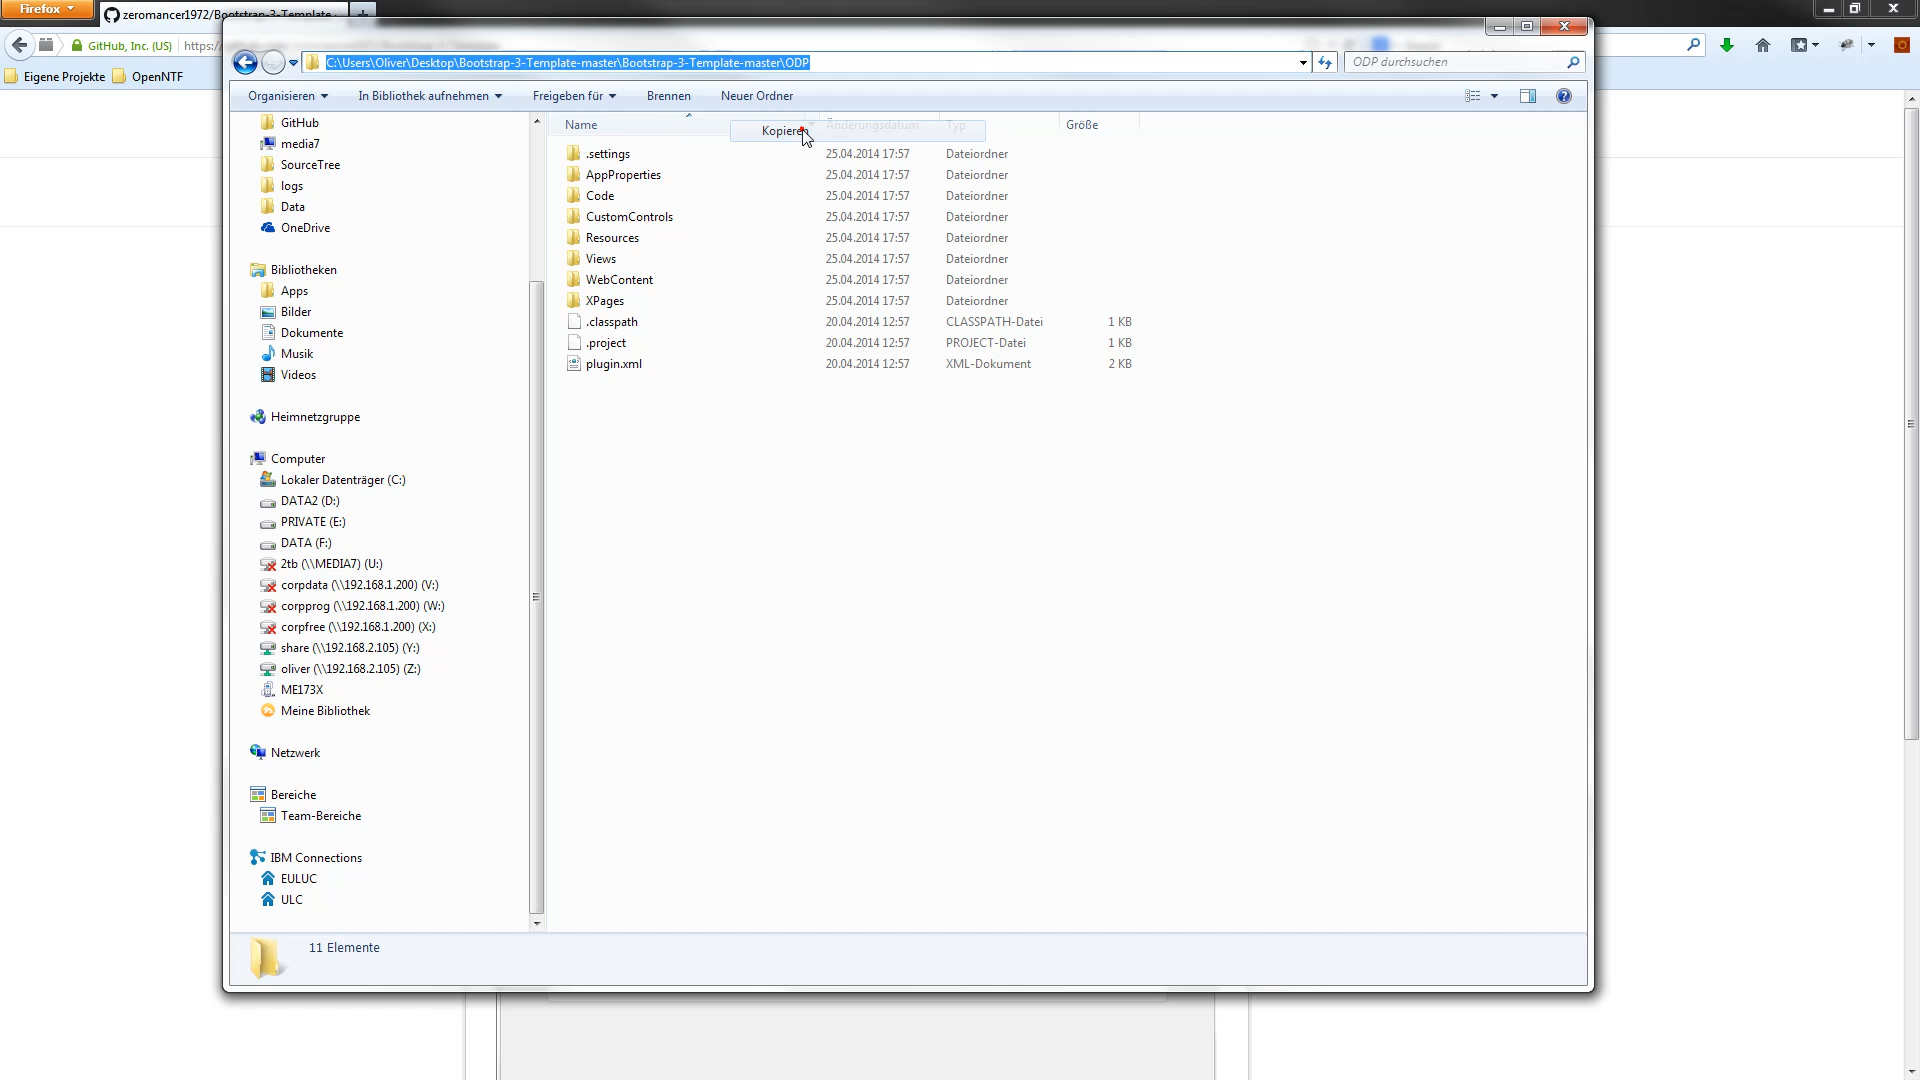 Firefox
zeromancer1972/Bootstrap-3-Template
GitHub, Inc. (US)
https:/
Eigene Projekte
OpenNTF
C:\Users\Oliver\Desktop\Bootstrap-3-Template-master\Bootstrap-3-Template-master\ODP
ODP durchsuchen
Organisieren
In Bibliothek aufnehmen
Freigeben für
Brennen
Neuer Ordner
Name
Kopieren
Änderungsdatum
Typ
Größe
GitHub
media7
SourceTree
logs
Data
OneDrive
Bibliotheken
Apps
Bilder
Dokumente
Musik
Videos
Heimnetzgruppe
Computer
Lokaler Datenträger (C:)
DATA2 (D:)
PRIVATE (E:)
DATA (F:)
2tb (\\MEDIA7) (U:)
corpdata (\\192.168.1.200) (V:)
corpprog (\\192.168.1.200) (W:)
corpfree (\\192.168.1.200) (X:)
share (\\192.168.2.105) (Y:)
oliver (\\192.168.2.105) (Z:)
ME173X
Meine Bibliothek
Netzwerk
Bereiche
Team-Bereiche
IBM Connections
EULUC
ULC
.settings 25.04.2014 17:57 Dateiordner
AppProperties 25.04.2014 17:57 Dateiordner
Code 25.04.2014 17:57 Dateiordner
CustomControls 25.04.2014 17:57 Dateiordner
Resources 25.04.2014 17:57 Dateiordner
Views 25.04.2014 17:57 Dateiordner
WebContent 25.04.2014 17:57 Dateiordner
XPages 25.04.2014 17:57 Dateiordner
.classpath 20.04.2014 12:57 CLASSPATH-Datei 1 KB
.project 20.04.2014 12:57 PROJECT-Datei 1 KB
plugin.xml 20.04.2014 12:57 XML-Dokument 2 KB
11 Elemente